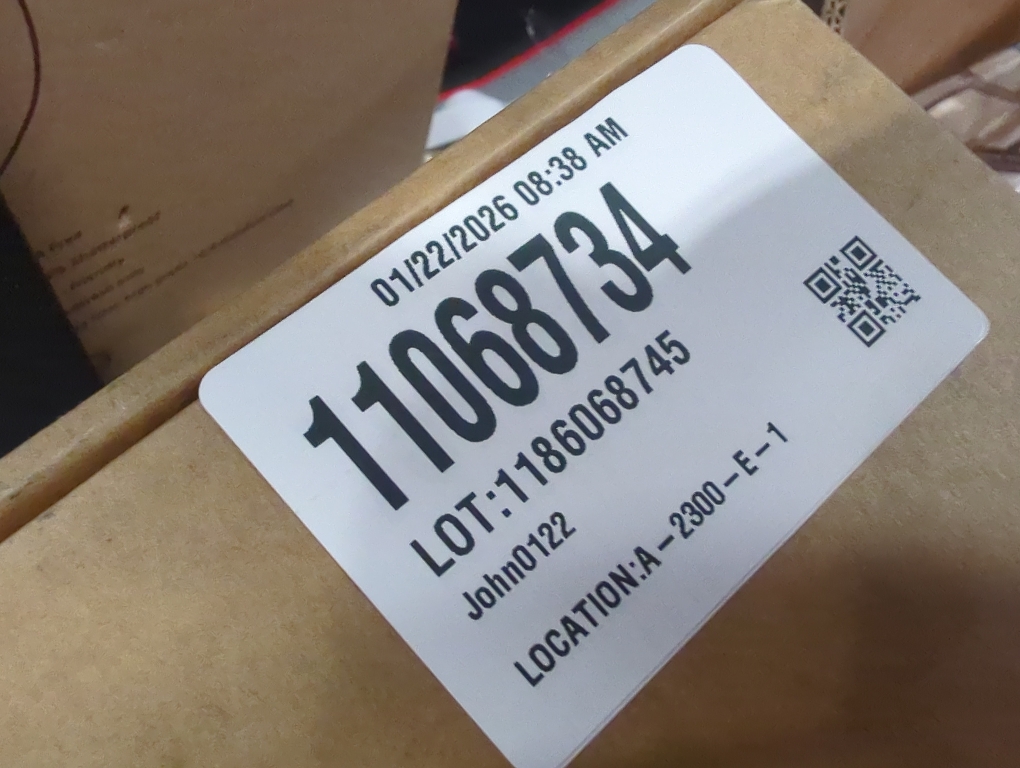 01/22/2026 08:38 AM
11068734
LOT:1186068745
John0122
LOCATION:A-2300-E-1